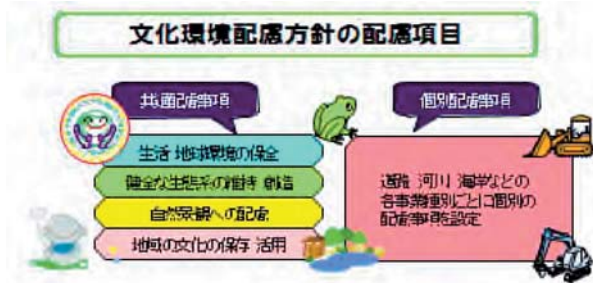 文化環境配慮方針の配慮項目
共通配慮事項
生活 地球環境の保全
健全な生態系の維持 創造
自然景観への配慮
地域の文化の保存 活用
個別配慮事項
道路 河川 海岸などの
各事業種別ごとに個別の
配慮事項を設定